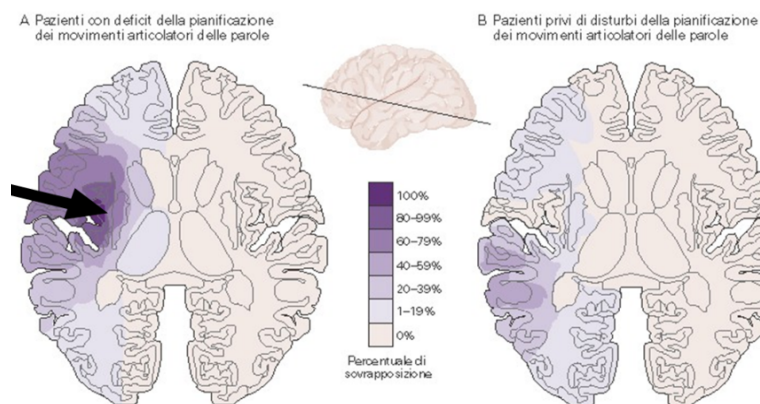 A Pazienti con deficit della pianificazione
dei movimenti articolatori delle parole
B Pazienti privi di disturbi della pianificazione
dei movimenti articolatori delle parole
100%
80–99%
60–79%
40–59%
20–39%
1–19%
0%
Percentuale di
sovrapposizione